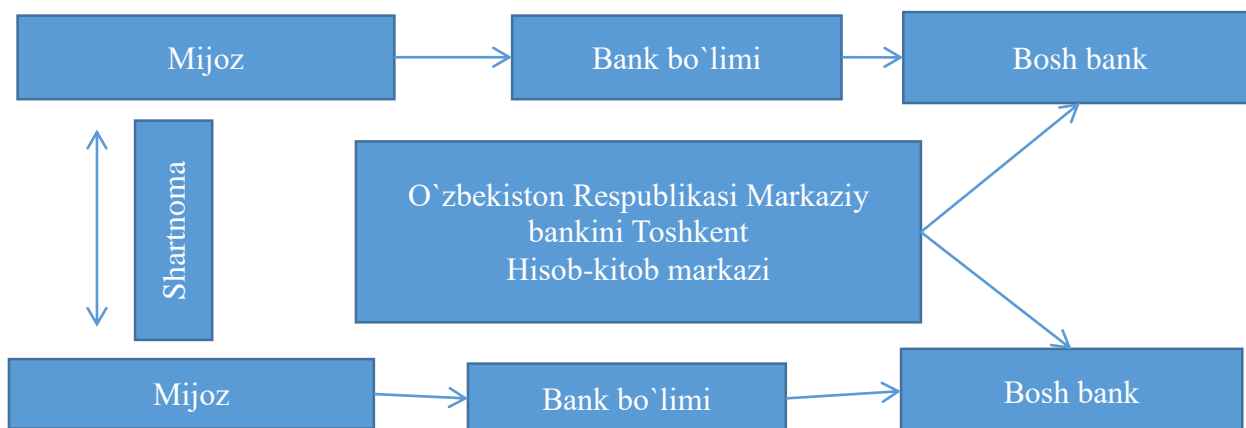 Mijoz
Bank bo`limi
Bosh bank
Shartnoma
O`zbekiston Respublikasi Markaziy
bankini Toshkent
Hisob-kitob markazi
Mijoz
Bank bo`limi
Bosh bank